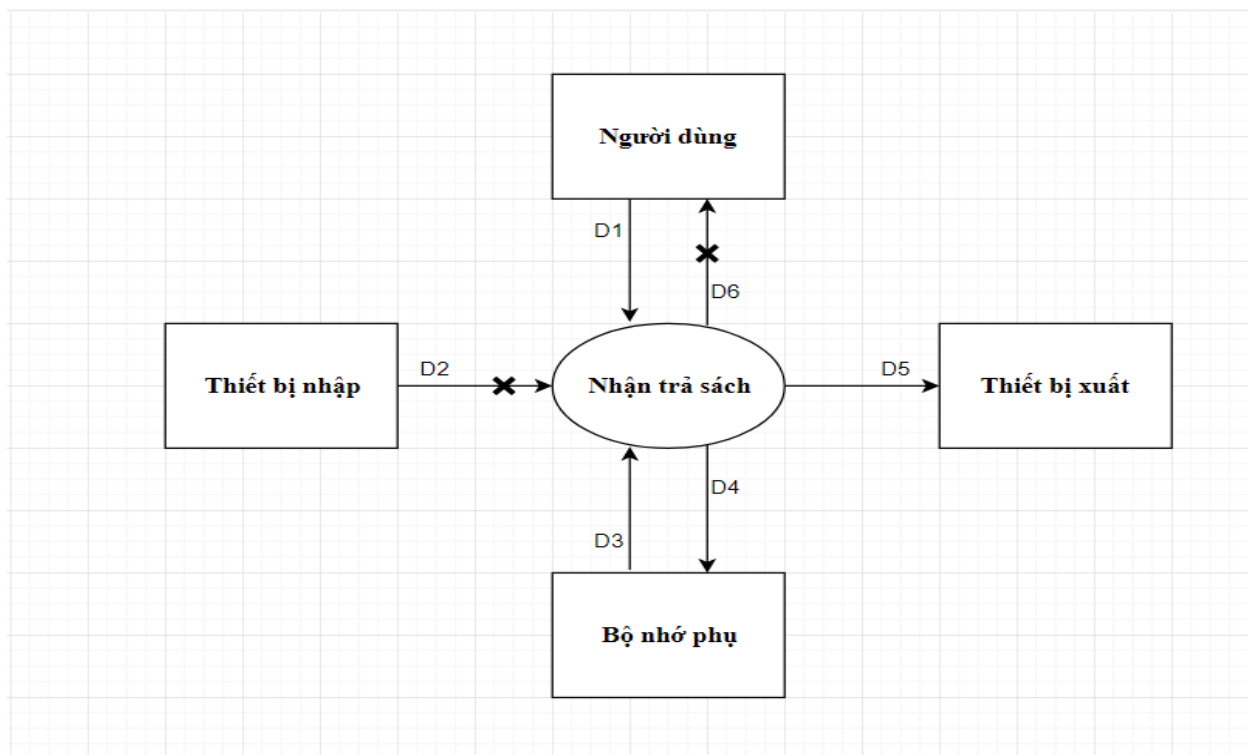 Người dùng
D1
D6
Thiết bị nhập
D2
Nhận trả sách
D5
Thiết bị xuất
D4
D3
Bộ nhớ phụ